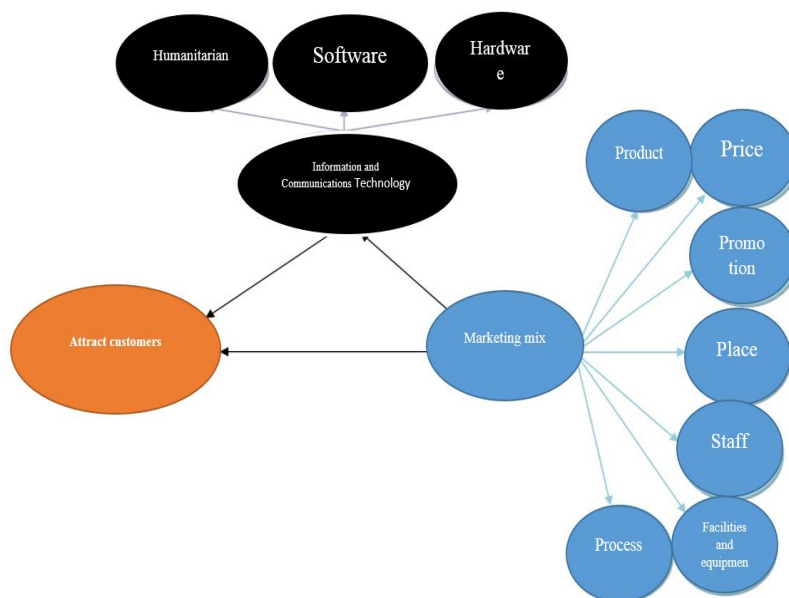 Humanitarian
Software
Hardwar
e
Information and
Communications Technology
Product
Price
Promo
tion
Attract customers
Marketing mix
Place
Staff
Process
Facilities
and
equipmen